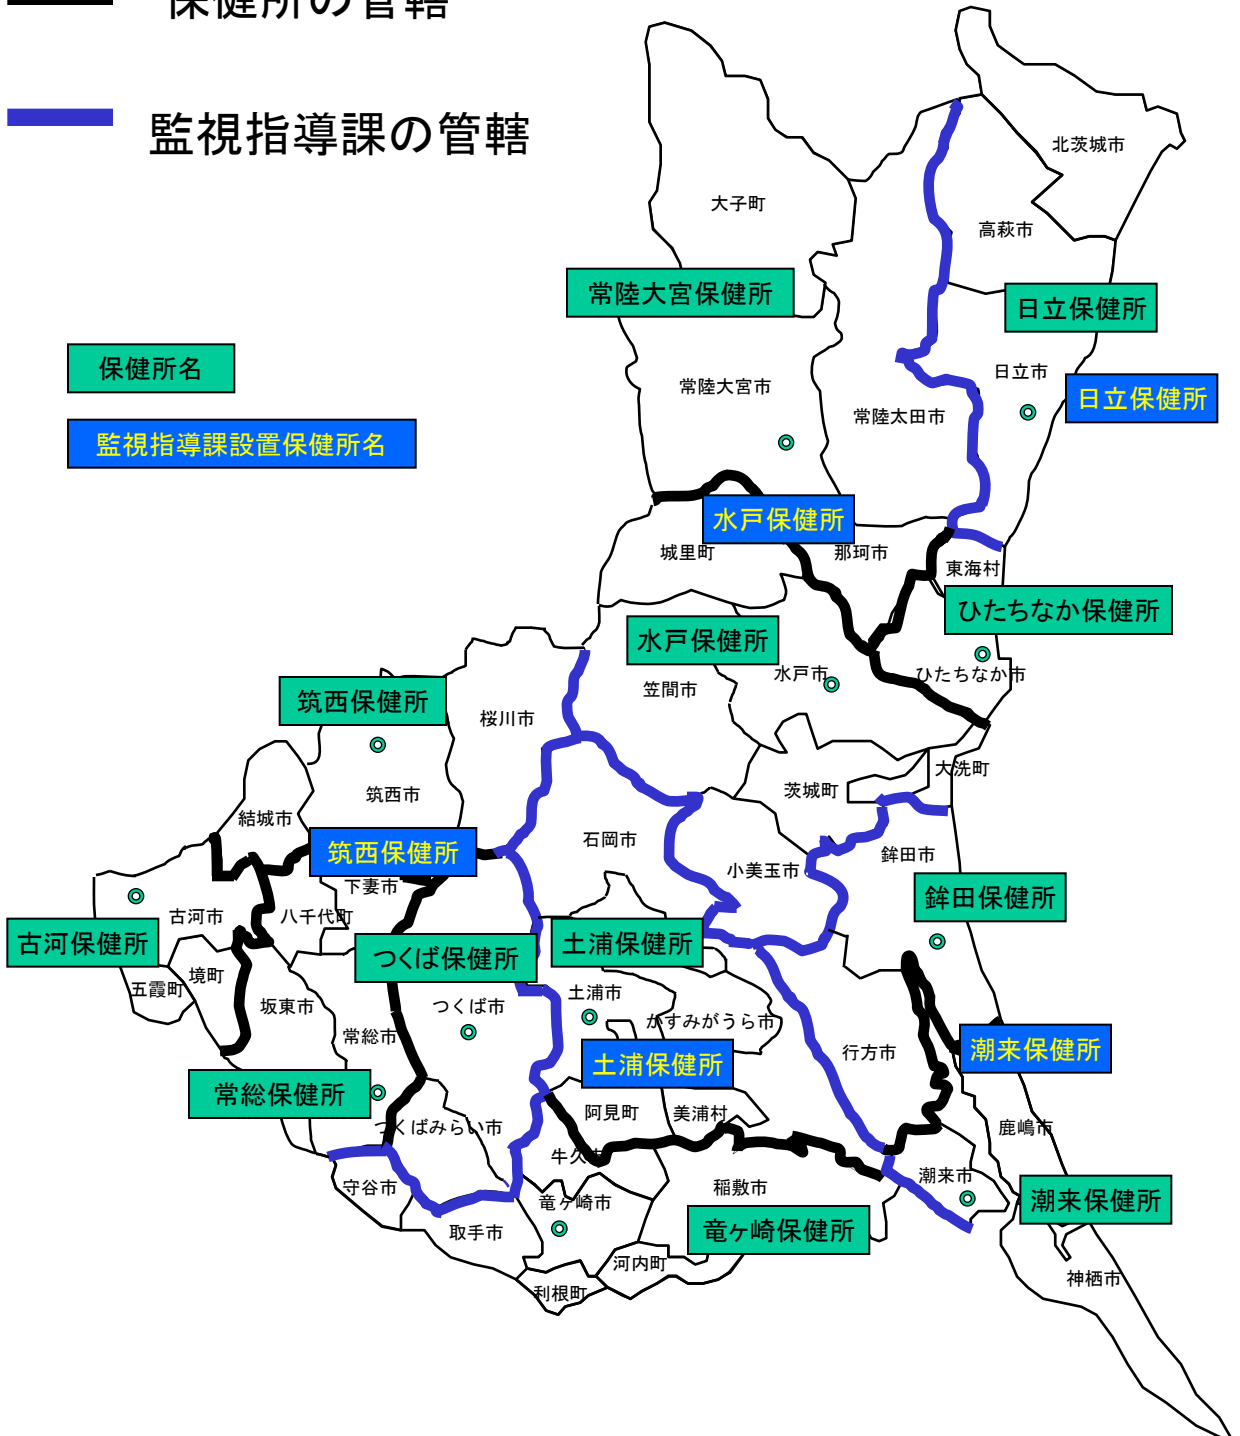 保健所の管轄
監視指導課の管轄
北茨城市
大子町
高萩市
常陸大宮保健所
日立保健所
保健所名
日立市
常陸大宮市
日立保健所
常陸太田市
監視指導課設置保健所名
水戸保健所
城里町
那珂市
東海村
ひたちなか保健所
水戸保健所
水戸市
ひたちなか市
笠間市
筑西保健所
桜川市
大洗町
茨城町
筑西市
結城市
石岡市
筑西保健所
鉾田市
小美玉市
下妻市
鉾田保健所
古河市
八千代町
古河保健所
つくば保健所
土浦保健所
境町
五霞町
坂東市
つくば市
土浦市
かすみがうら市
常総市
行方市
潮来保健所
土浦保健所
常総保健所
阿見町
美浦村
つくばみらい市
鹿嶋市
牛久市
守谷市
稲敷市
潮来市
潮来保健所
竜ヶ崎市
取手市
竜ヶ崎保健所
河内町
神栖市
利根町